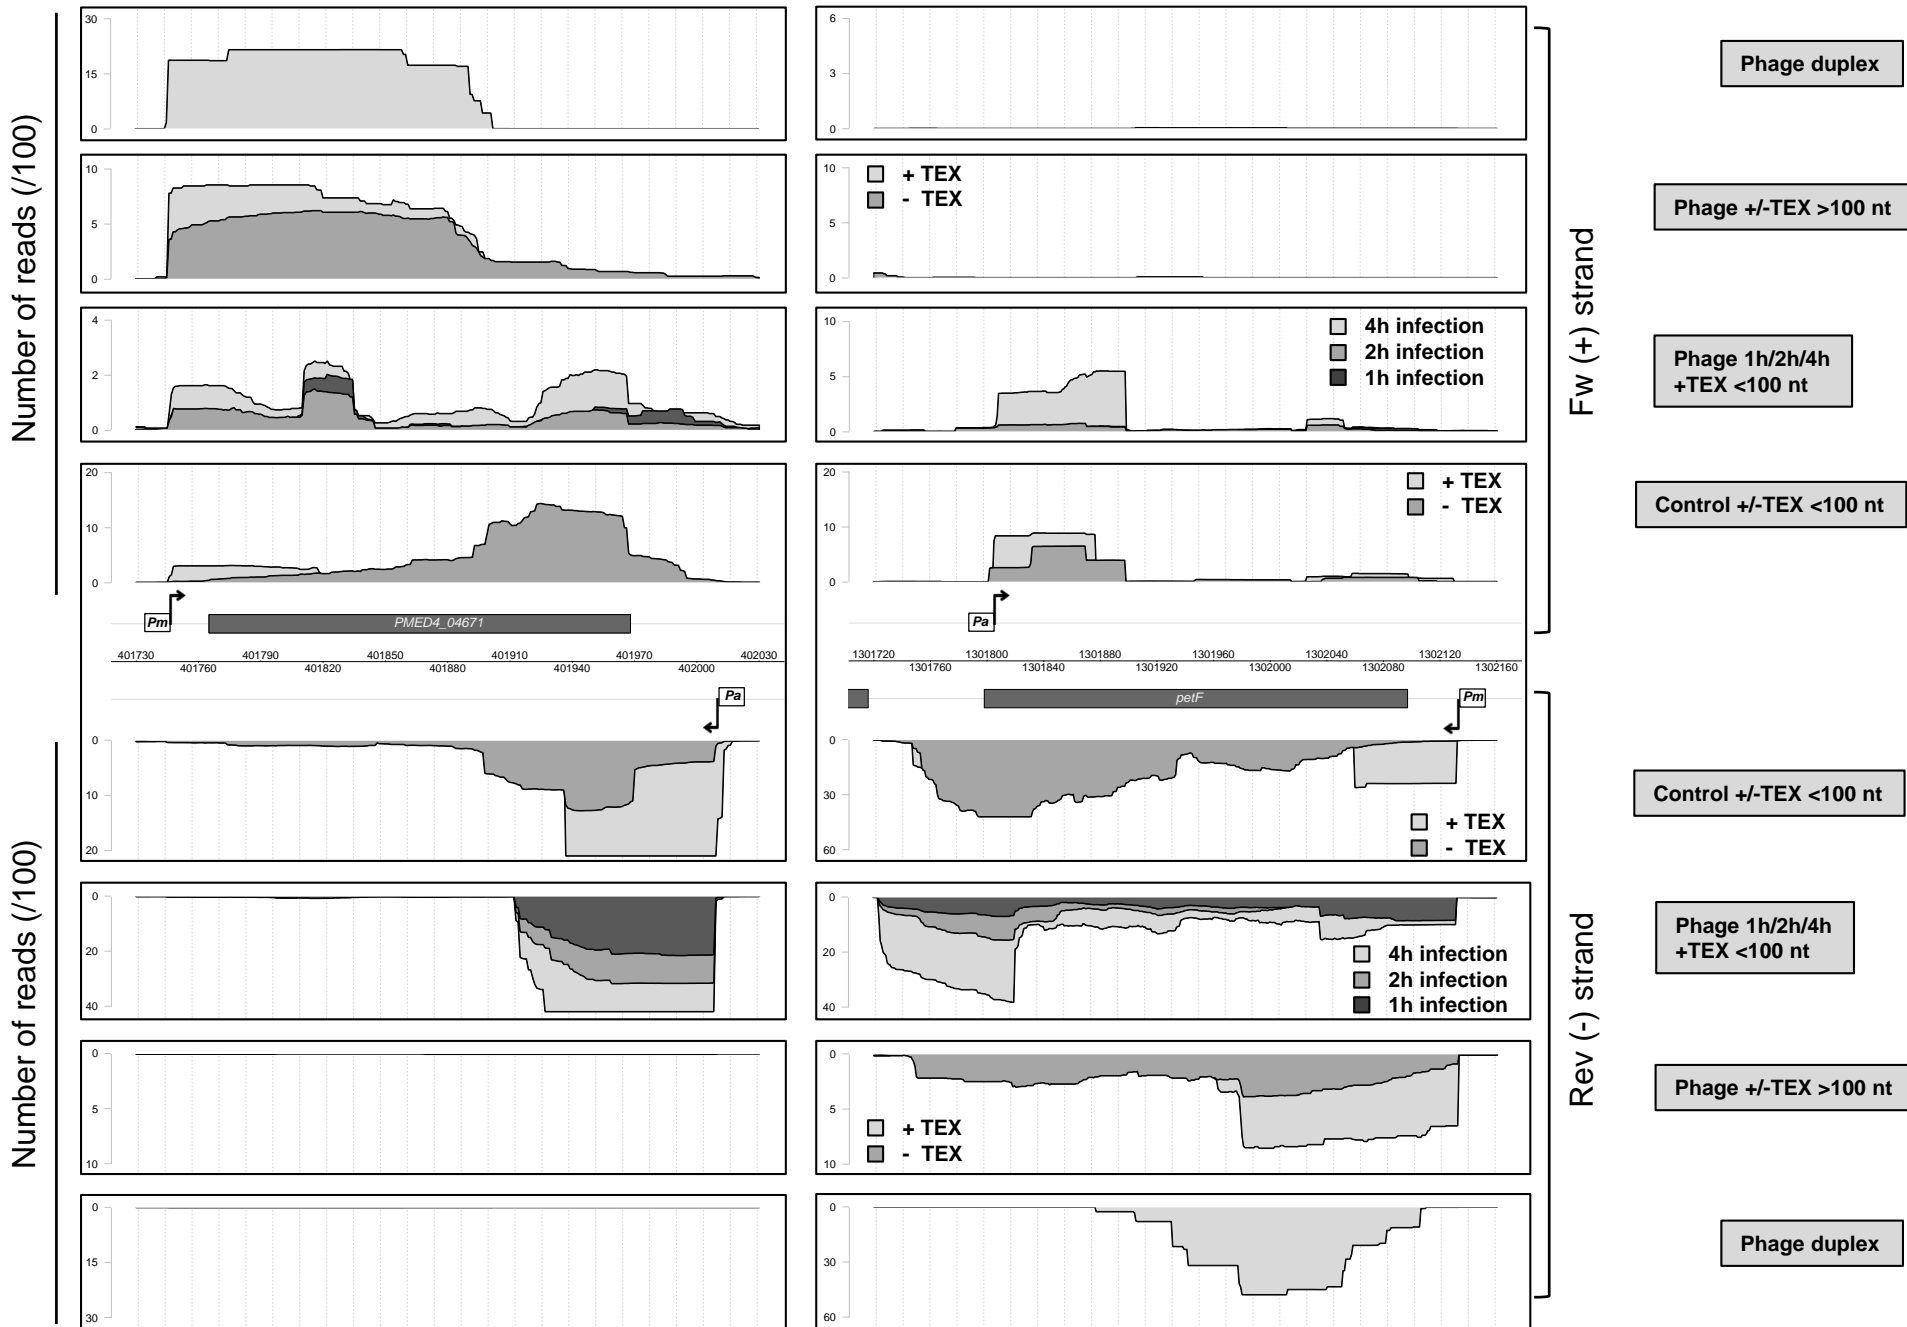 Number of reads (/100)
30
15
0
6
3
0
Phage duplex
10
5
0
10
5
0
+ TEX
- TEX
Phage +/-TEX >100 nt
Fw (+) strand
4
2
0
10
5
0
4h infection
2h infection
1h infection
Phage 1h/2h/4h
+TEX <100 nt
20
10
0
20
10
0
+ TEX
- TEX
Control +/-TEX <100 nt
Pm
PMED4_04671
Pa
401730 401790 401850 401910 401970 402030
401760 401820 401880 401940 402000
1301720 1301800 1301880 1301960 1302040 1302120
1301760 1301840 1301920 1302000 1302080 1302160
Pa
petF
Pm
Number of reads (/100)
0
10
20
0
30
60
+ TEX
- TEX
Control +/-TEX <100 nt
Rev (-) strand
0
20
40
0
20
40
4h infection
2h infection
1h infection
Phage 1h/2h/4h
+TEX <100 nt
0
5
10
0
5
10
+ TEX
- TEX
Phage +/-TEX >100 nt
0
15
30
0
30
60
Phage duplex